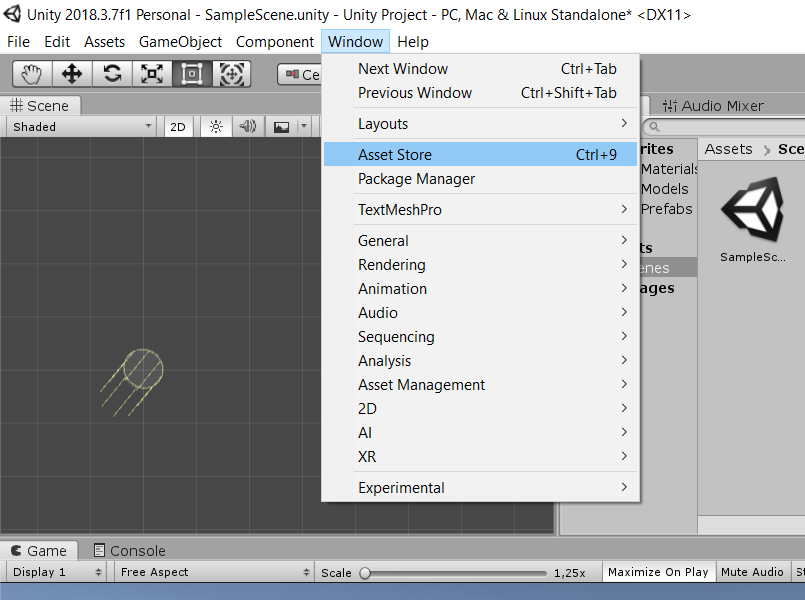 Unity 2018.3.7f1 Personal - SampleScene.unity - Unity Project - PC, Mac & Linux Standalone* <DX11>
File Edit Assets GameObject Component Window Help
Ce
Next Window Ctrl+Tab
Previous Window Ctrl+Shift+Tab
Layouts
Asset Store Ctrl+9
Package Manager
TextMeshPro
General
Rendering
Animation
Audio
Sequencing
Analysis
Asset Management
2D
AI
XR
Experimental
Scene
Shaded 2D
Audio Mixer
rites
Materials
Models
Prefabs
ts
enes
ages
Assets > Sce
SampleSc...
Game Console
Display 1 Free Aspect Scale 1,25x Maximize On Play Mute Audio St